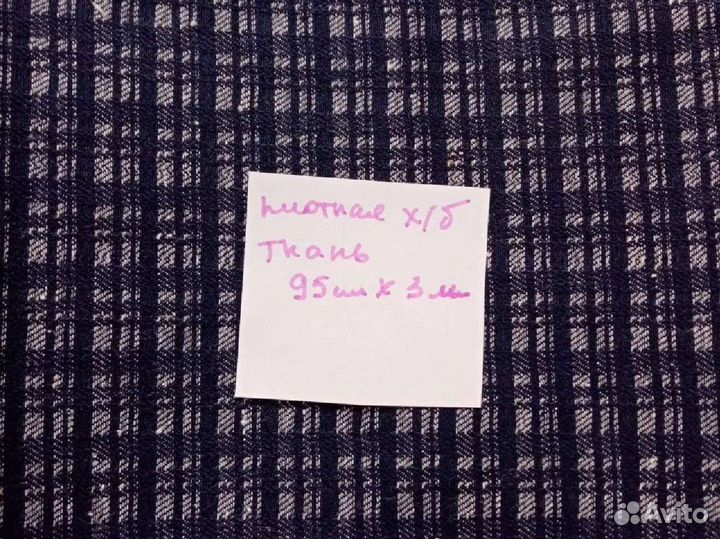 плотная х/б
ткань
95см х 3м
Avito